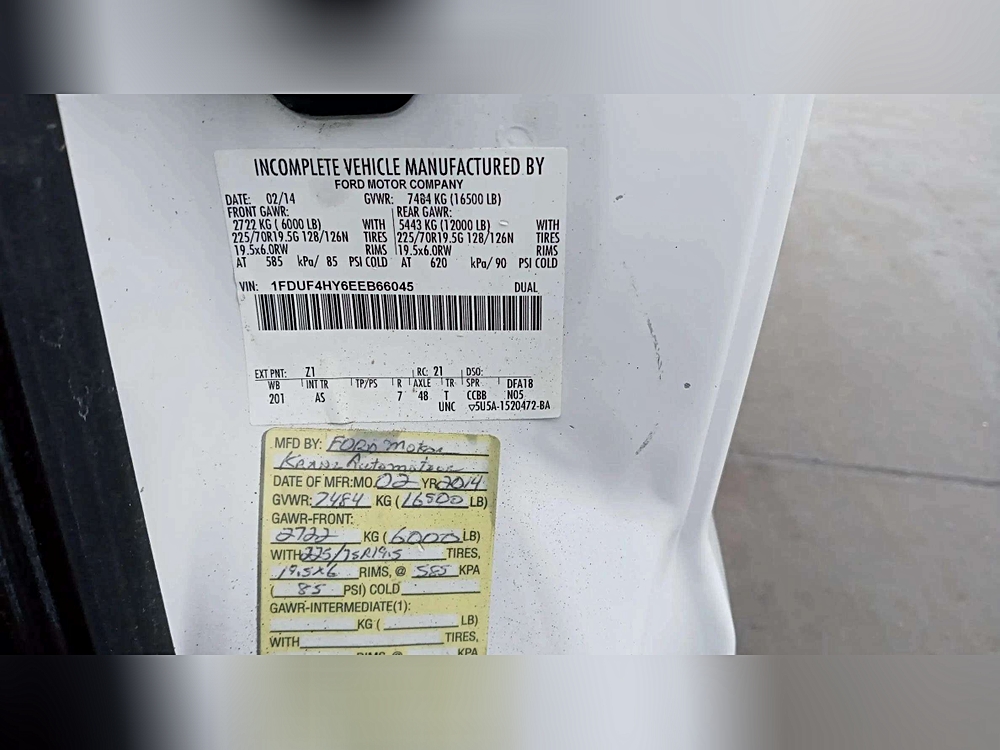 INCOMPLETE VEHICLE MANUFACTURED BY
FORD MOTOR COMPANY
DATE: 02/14 GVWR: 7484 KG (16500 LB)
FRONT GAWR: REAR GAWR:
2722 KG ( 6000 LB) WITH 5443 KG (12000 LB) WITH
225/70R19.5G 128/126N TIRES 225/70R19.5G 128/126N TIRES
19.5x6.0RW RIMS 19.5x6.0RW RIMS
AT 585 kPa/ 85 PSI COLD AT 620 kPa/ 90 PSI COLD
VIN: 1FDUF4HY6EEB66045 DUAL
EXT PNT: Z1 RC: 21 DSO:
WB INT TR TP/PS R AXLE TR SPR DFA18
201 AS 7 48 T CCBB N05
UNC ▽5U5A-1520472-BA
MFD BY: FORD Motor
Automotive
DATE OF MFR: MO. 02 YR 2014
GVWR: 7484 KG (16500 LB)
GAWR-FRONT:
2722 KG (6000 LB)
WITH 225/75R19.5 TIRES,
19.5x6 RIMS, @ 585 KPA
( 85 PSI) COLD
GAWR-INTERMEDIATE(1):
KG ( LB)
WITH TIRES,
RIMS, @ KPA